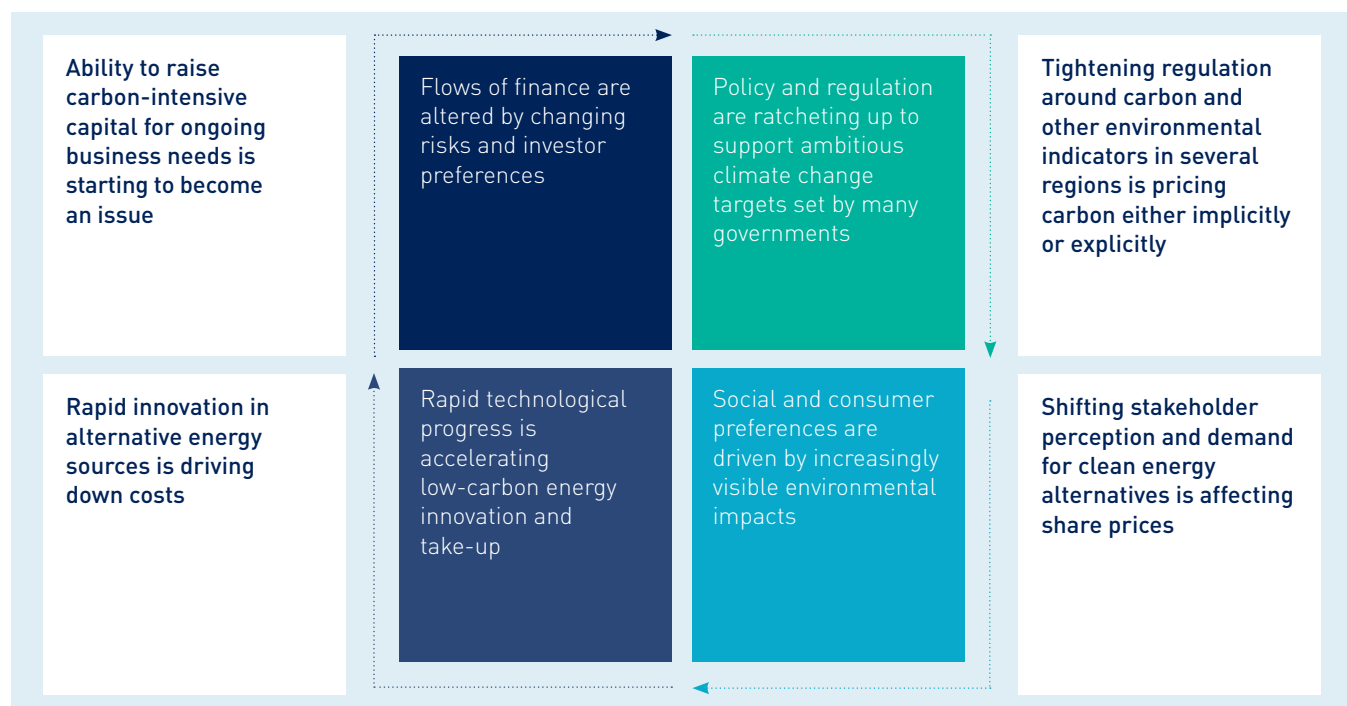 Ability to raise
carbon-intensive
capital for ongoing
business needs is
starting to become
an issue
Flows of finance are
altered by changing
risks and investor
preferences
Policy and regulation
are ratcheting up to
support ambitious
climate change
targets set by many
governments
Tightening regulation
around carbon and
other environmental
indicators in several
regions is pricing
carbon either implicitly
or explicitly
Rapid innovation in
alternative energy
sources is driving
down costs
Rapid technological
progress is
accelerating
low-carbon energy
innovation and
take-up
Social and consumer
preferences are
driven by increasingly
visible environmental
impacts
Shifting stakeholder
perception and demand
for clean energy
alternatives is affecting
share prices